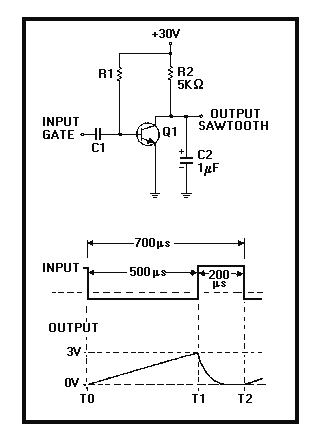 +30V
R1
R2
5KΩ
INPUT
GATE
C1
Q1
OUTPUT
SAWTOOTH
+
C2
−
1μF
700μs
INPUT
500μs
200
μs
OUTPUT
3V
0V
T0
T1
T2